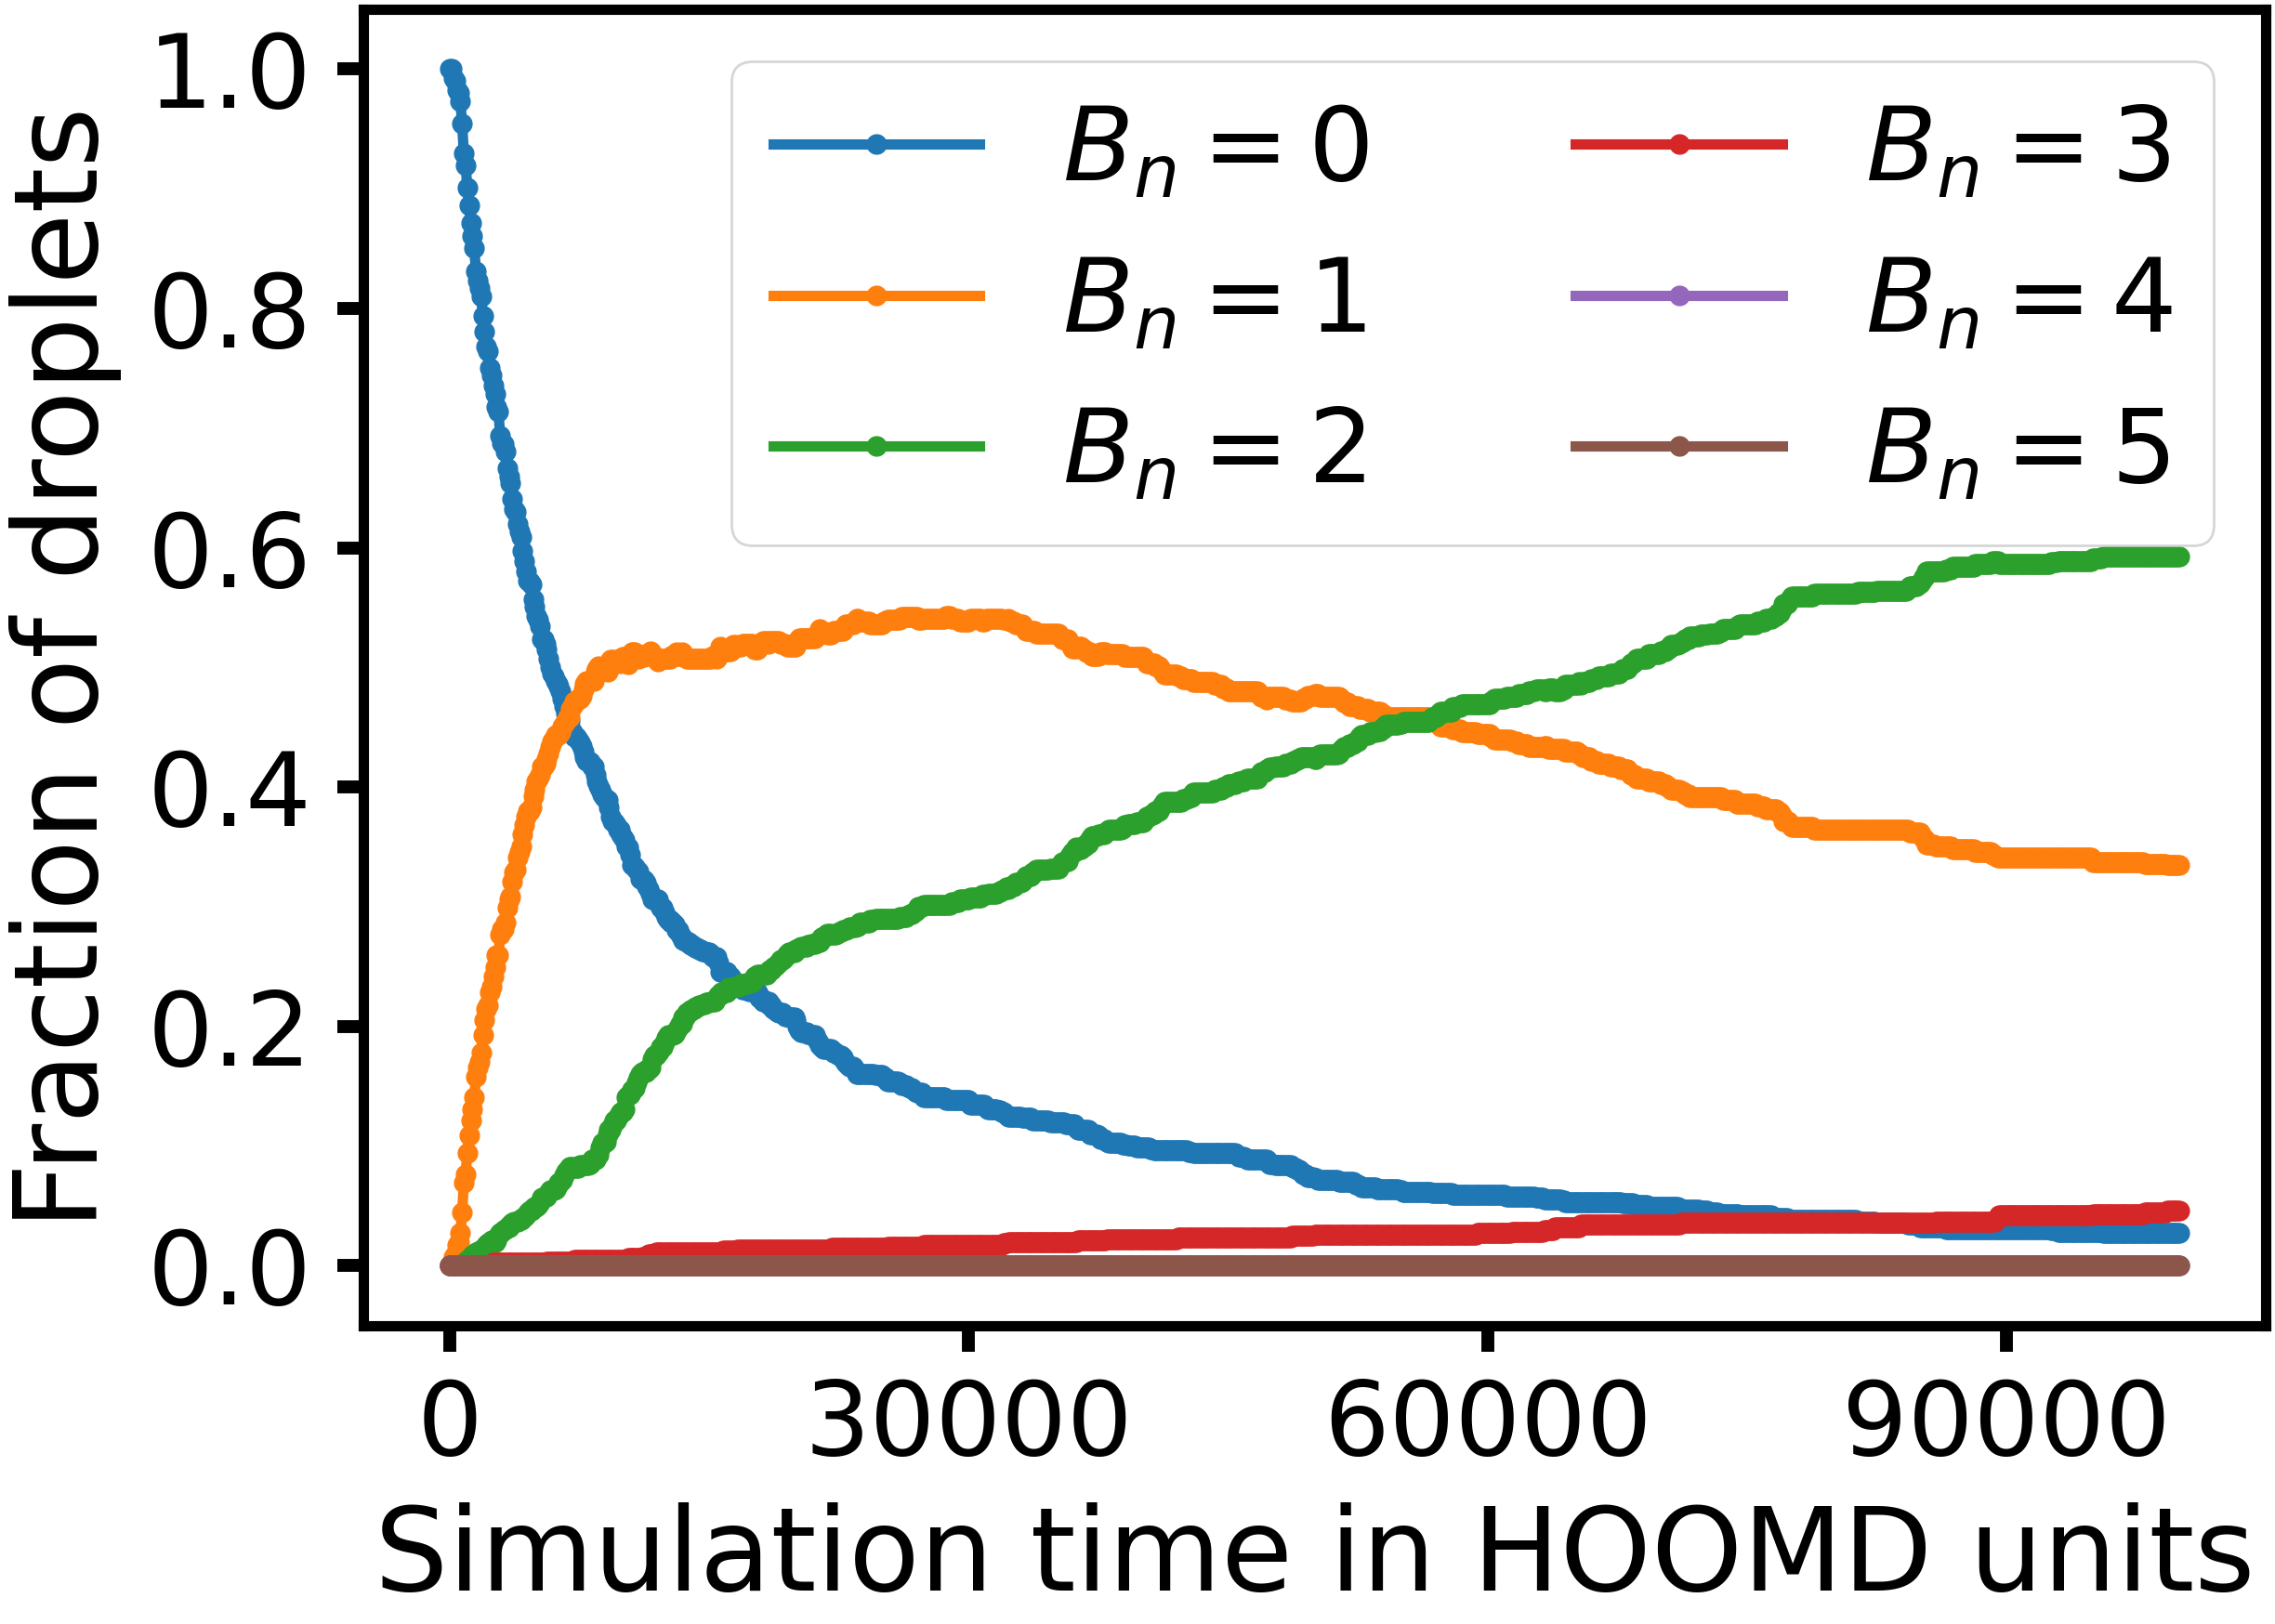 Fraction of droplets
1.0
0.8
0.6
0.4
0.2
0.0
B_n = 0
B_n = 1
B_n = 2
B_n = 3
B_n = 4
B_n = 5
0 30000 60000 90000
Simulation time in HOOMD units